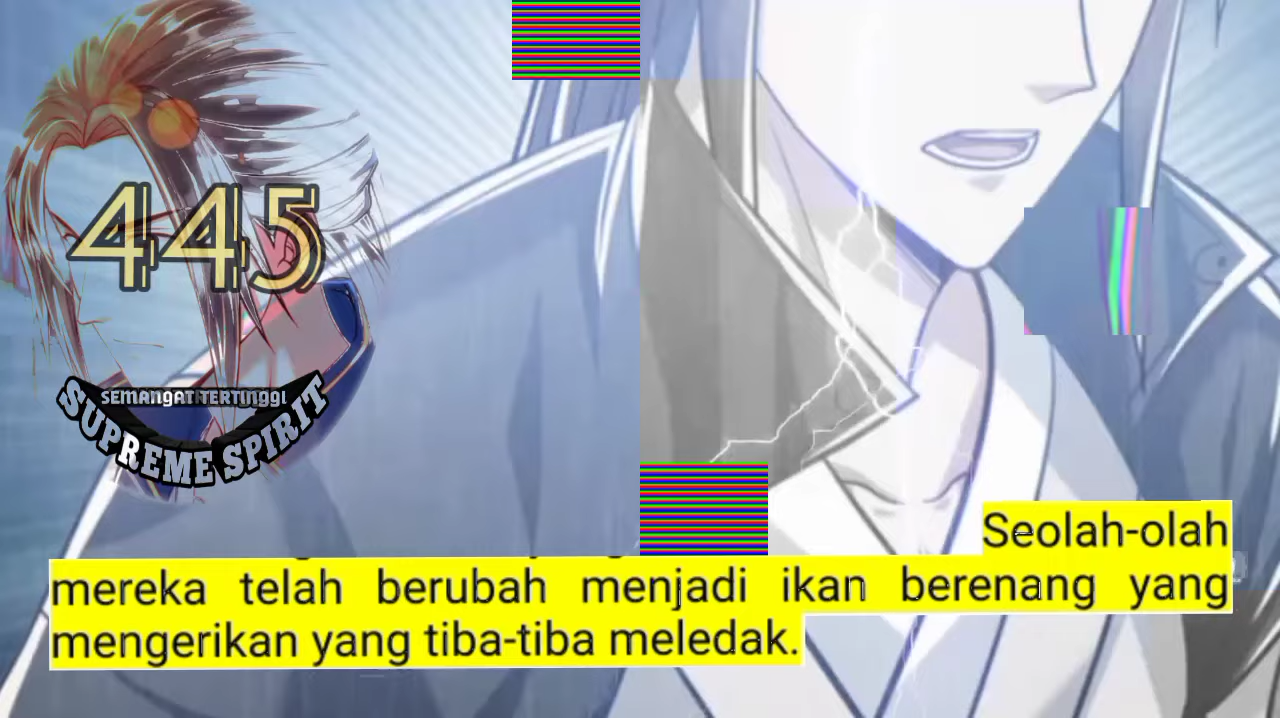 445
SEMANGAT TERTINGGI
SUPREME SPIRIT
Seolah-olah
mereka telah berubah menjadi ikan berenang yang
mengerikan yang tiba-tiba meledak.